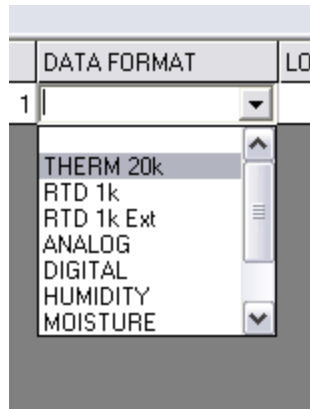 DATA FORMAT LO
1
THERM 20k
RTD 1k
RTD 1k Ext
ANALOG
DIGITAL
HUMIDITY
MOISTURE